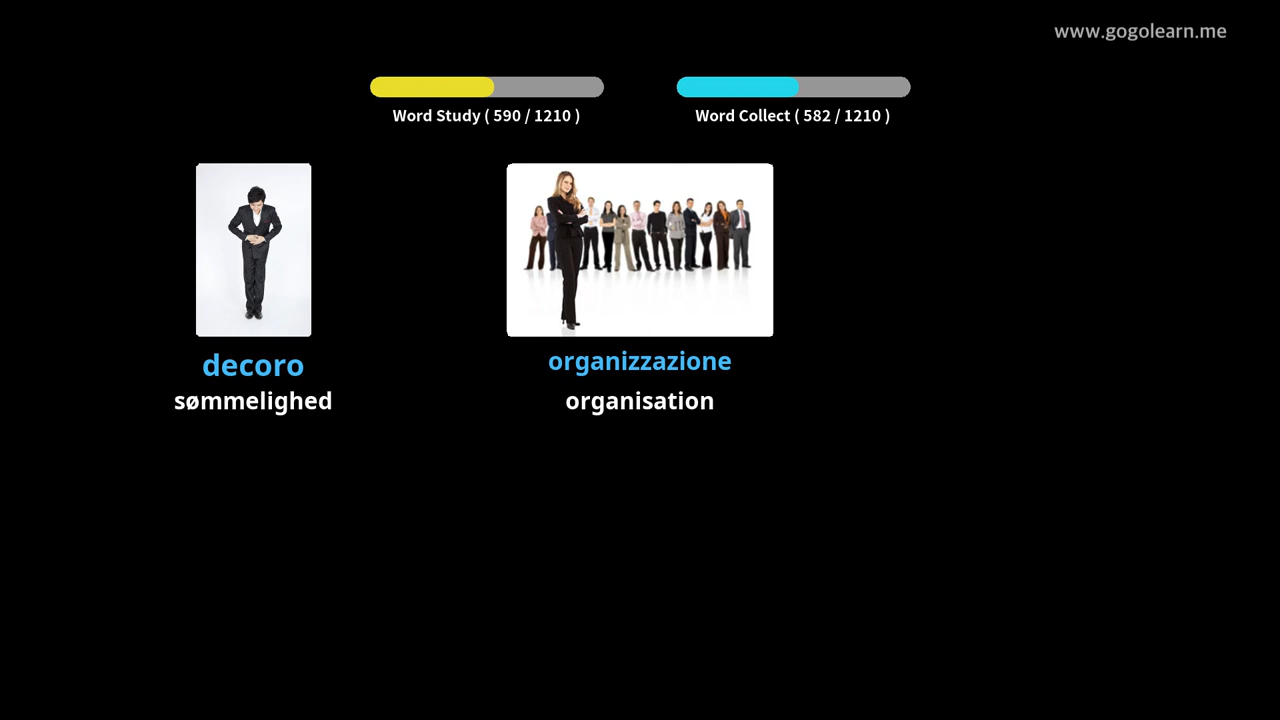 www.gogolearn.me
Word Study ( 590 / 1210 )
Word Collect ( 582 / 1210 )
decoro
sømmelighed
organizzazione
organisation